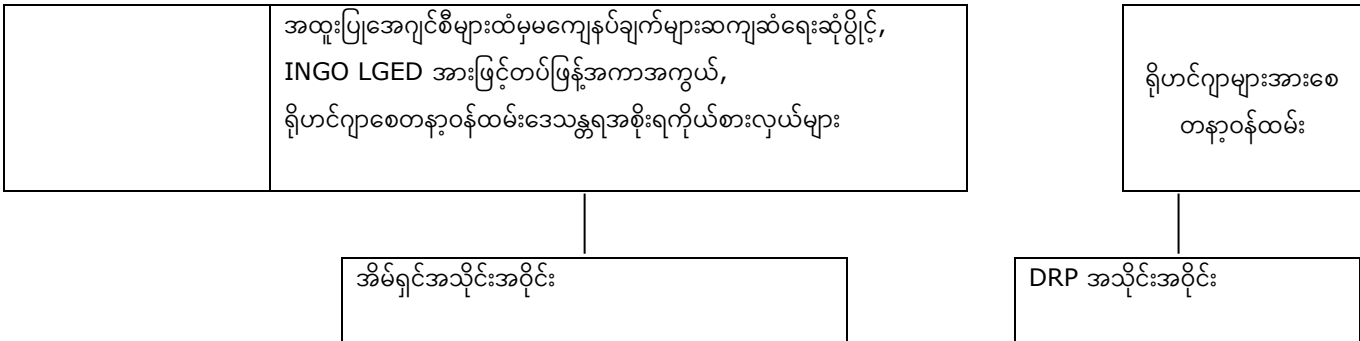 အထူးပြုအေဂျင်စီများထံမှမကျေနပ်ချက်များဆကျဆံရေးဆုံပွိုင့်,
INGO LGED အားဖြင့်တပ်ဖြန့်အကာအကွယ်,
ရိုဟင်ဂျာစေတနာ့ဝန်ထမ်းဒေသန္တရအစိုးရကိုယ်စားလှယ်များ
ရိုဟင်ဂျာများအားစေ
တနာ့ဝန်ထမ်း
အိမ်ရှင်အသိုင်းအဝိုင်း
DRP အသိုင်းအဝိုင်း